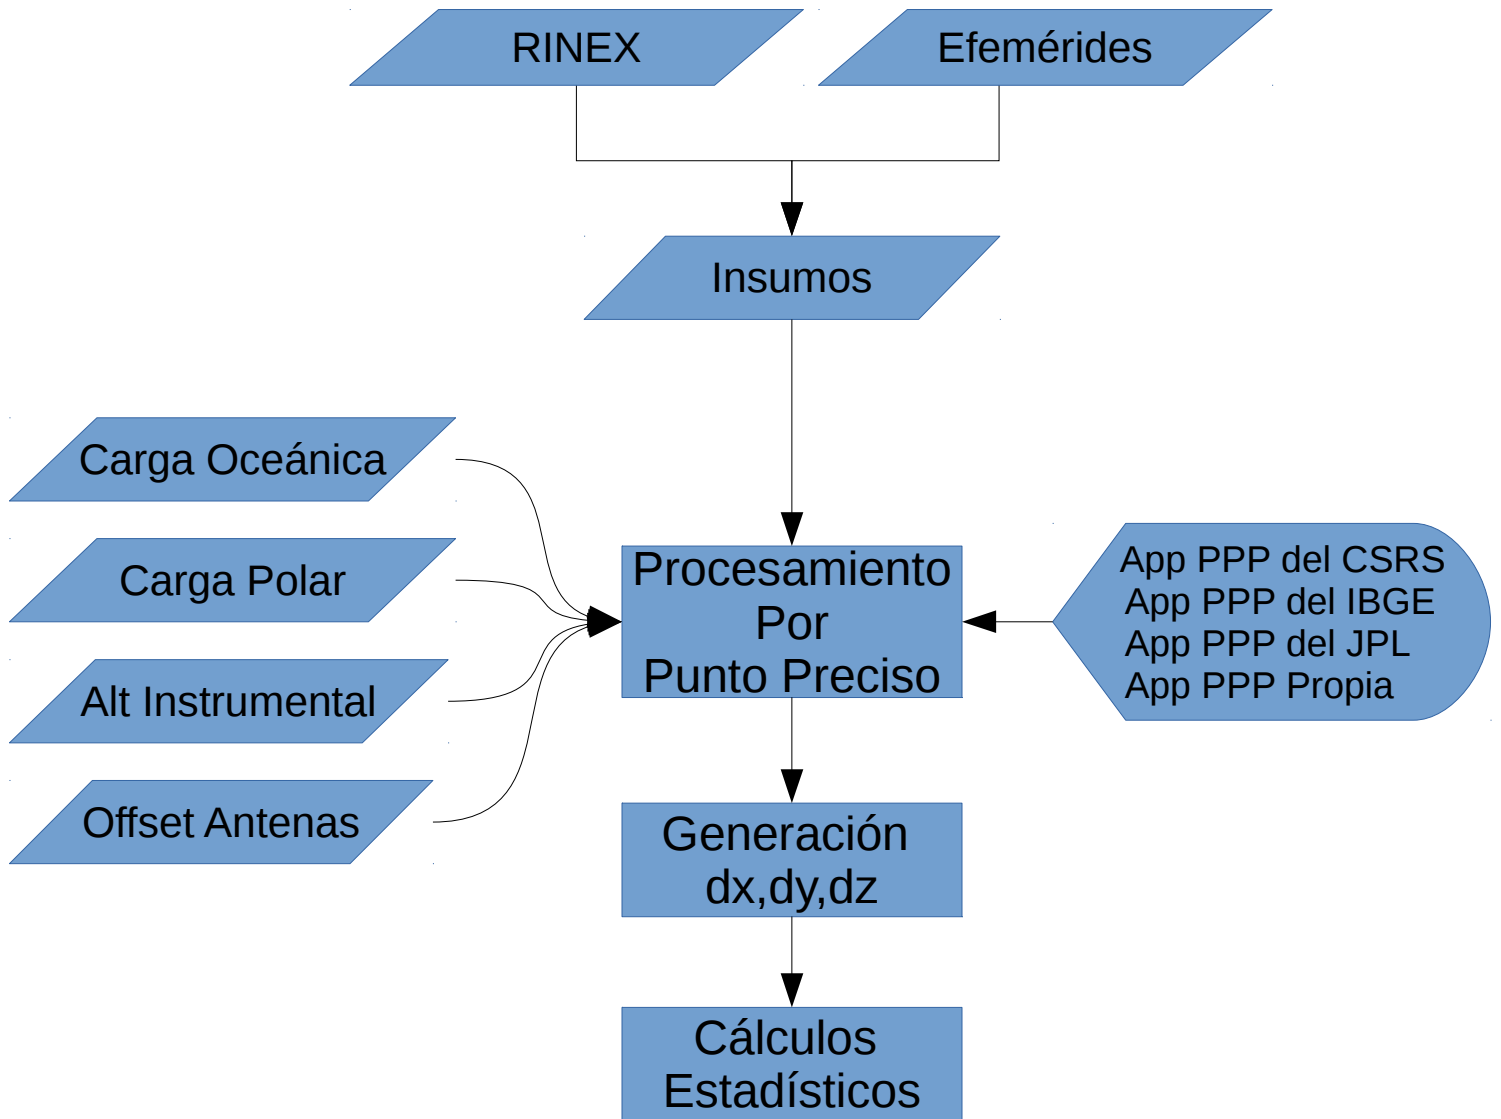 RINEX
Efemérides
Insumos
Carga Oceánica
Carga Polar
Alt Instrumental
Offset Antenas
Procesamiento
Por
Punto Preciso
App PPP del CSRS
App PPP del IBGE
App PPP del JPL
App PPP Propia
Generación
dx,dy,dz
Cálculos
Estadísticos